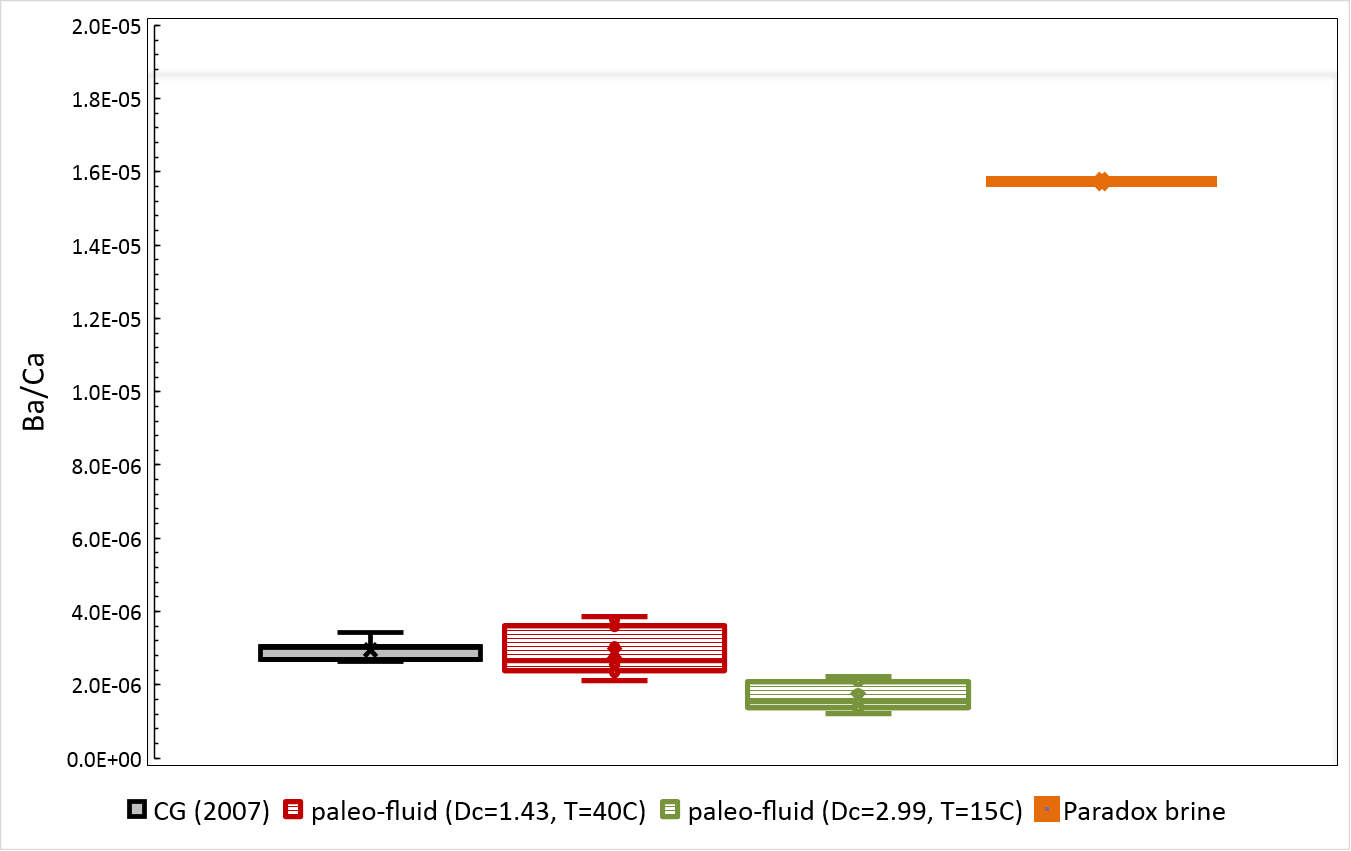 2.0E-05
1.8E-05
1.6E-05
1.4E-05
1.2E-05
1.0E-05
8.0E-06
6.0E-06
4.0E-06
2.0E-06
0.0E+00
Ba/Ca
CG (2007) paleo-fluid (Dc=1.43, T=40C) paleo-fluid (Dc=2.99, T=15C) Paradox brine